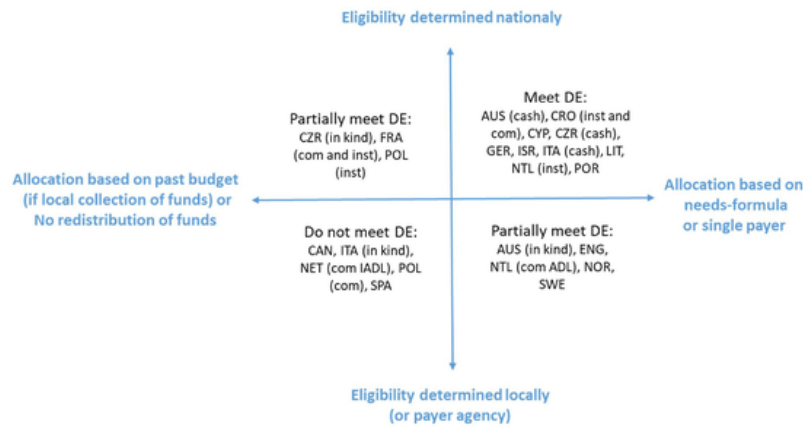 Eligibility determined nationaly
Meet DE:
AUS (cash), CRO (inst and
com), CYP, CZR (cash),
GER, ISR, ITA (cash), LIT,
NTL (inst), POR
Partially meet DE:
CZR (in kind), FRA
(com and inst), POL
(inst)
Allocation based on past budget
(if local collection of funds) or
No redistribution of funds
Allocation based on
needs-formula
or single payer
Do not meet DE:
CAN, ITA (in kind),
NET (com IADL), POL
(com), SPA
Partially meet DE:
AUS (in kind), ENG,
NTL (com ADL), NOR,
SWE
Eligibility determined locally
(or payer agency)